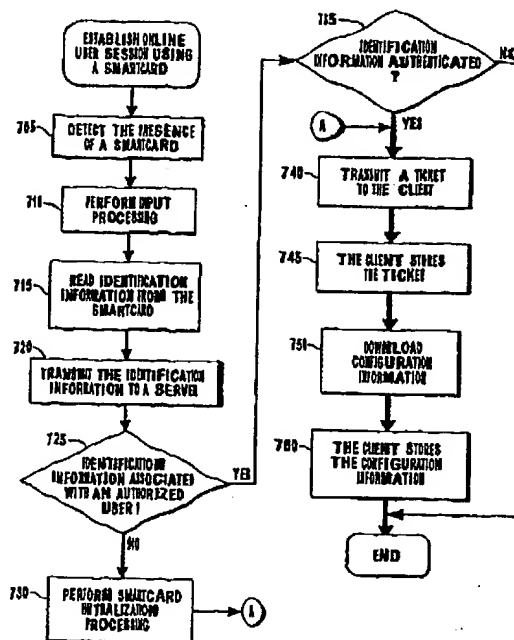 ESTABLISH ONLINE
USER SESSION USING
A SMARTCARD
705
DETECT THE PRESENCE
OF A SMARTCARD
710
PERFORM INPUT
PROCESSING
715
READ IDENTIFICATION
INFORMATION FROM THE
SMARTCARD
720
TRANSMIT THE IDENTIFICATION
INFORMATION TO A SERVER
725
IDENTIFICATION
INFORMATION ASSOCIATED
WITH AN AUTHORIZED
USER?
YES
NO
730
PERFORM SMARTCARD
INITIALIZATION
PROCESSING
A
735
IDENTIFICATION
INFORMATION AUTHENTICATED
?
NO
YES
A
740
TRANSMIT A TICKET
TO THE CLIENT
745
THE CLIENT STORES
THE TICKET
750
DOWNLOAD
CONFIGURATION
INFORMATION
760
THE CLIENT STORES
THE CONFIGURATION
INFORMATION
END